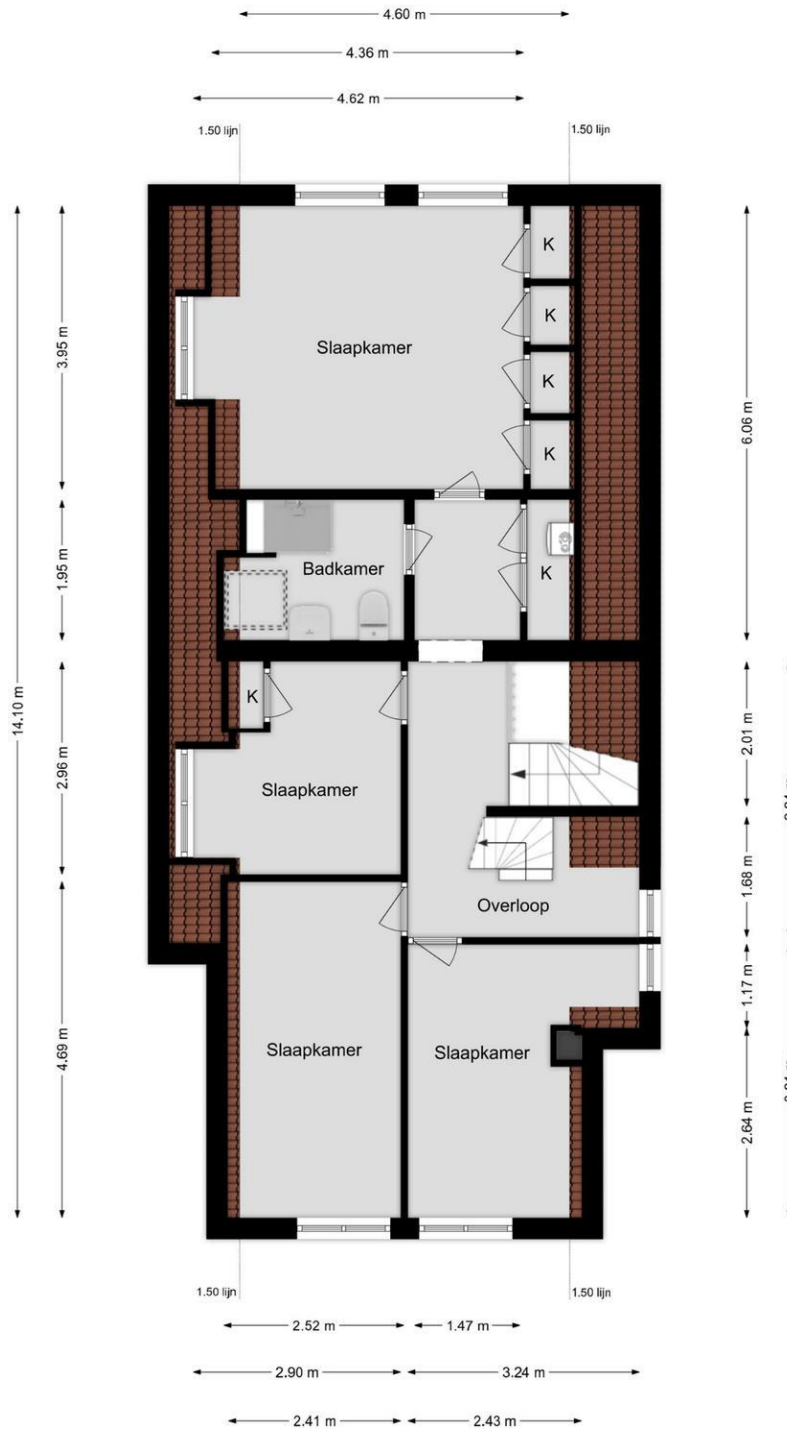 4.60 m
4.36 m
4.62 m
1.50 lijn
1.50 lijn
K
K
Slaapkamer
3.95 m
K
6.06 m
K
Badkamer
K
1.95 m
K
2.01 m
14.10 m
2.96 m
Slaapkamer
1.68 m
Overloop
1.17 m
Slaapkamer
Slaapkamer
4.69 m
2.64 m
1.50 lijn
1.50 lijn
2.52 m
1.47 m
2.90 m
3.24 m
2.41 m
2.43 m